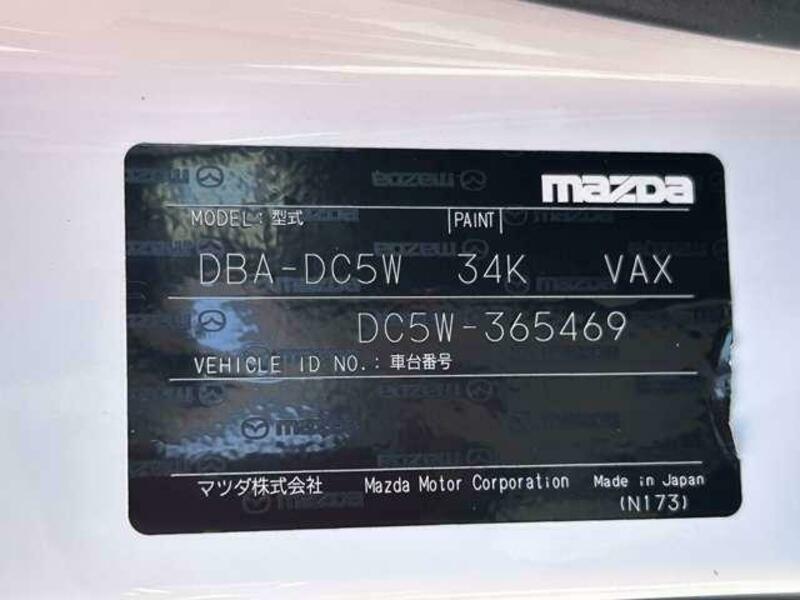 mazda
MODEL: 型式 PAINT
DBA-DC5W 34K VAX
DC5W-365469
VEHICLE ID NO.: 車台番号
mazda
マツダ株式会社 Mazda Motor Corporation Made in Japan
(N173)